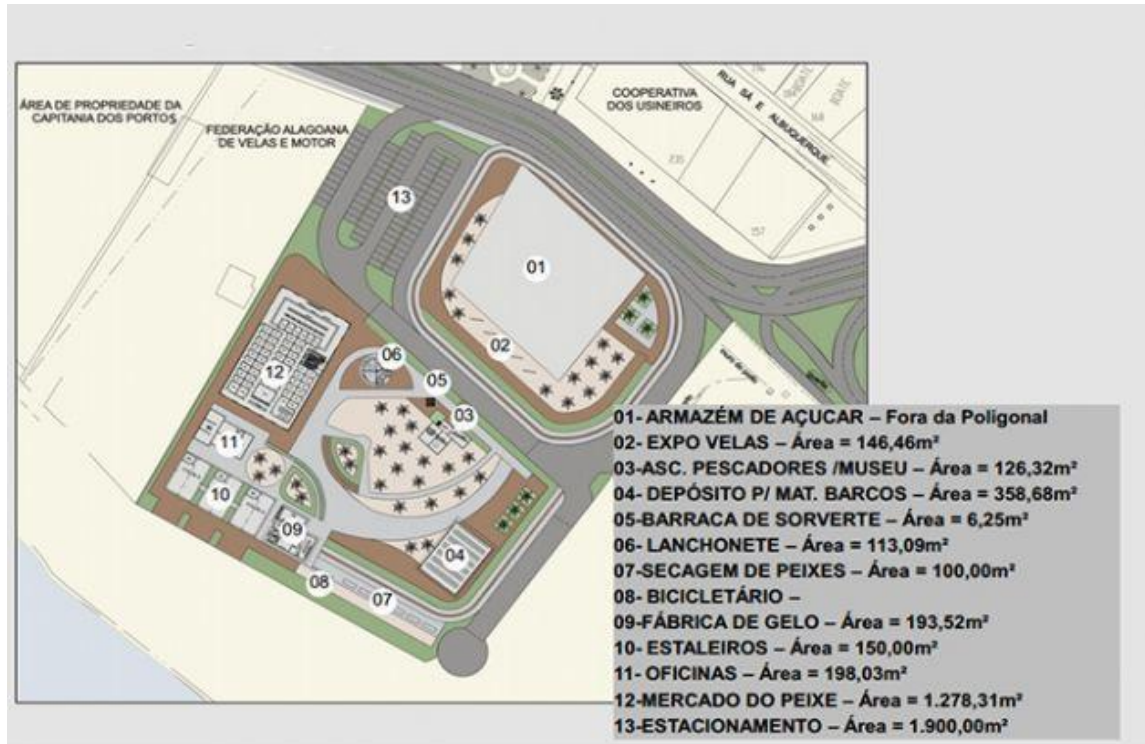 ÁREA DE PROPRIEDADE DA
CAPITANIA DOS PORTOS
FEDERAÇÃO ALAGOANA
DE VELAS E MOTOR
COOPERATIVA
DOS USINEIROS
RUA SÁ E
ALBUQUERQUE
235
168
157
13
01
02
06
05
03
12
11
10
09
08
07
04
01- ARMAZÉM DE AÇUCAR – Fora da Poligonal
02- EXPO VELAS – Área = 146,46m²
03-ASC. PESCADORES /MUSEU – Área = 126,32m²
04- DEPÓSITO P/ MAT. BARCOS – Área = 358,68m²
05-BARRACA DE SORVERTE – Área = 6,25m²
06- LANCHONETE – Área = 113,09m²
07-SECAGEM DE PEIXES – Área = 100,00m²
08- BICICLETÁRIO –
09-FÁBRICA DE GELO – Área = 193,52m²
10- ESTALEIROS – Área = 150,00m²
11- OFICINAS – Área = 198,03m²
12-MERCADO DO PEIXE – Área = 1.278,31m²
13-ESTACIONAMENTO – Área = 1.900,00m²